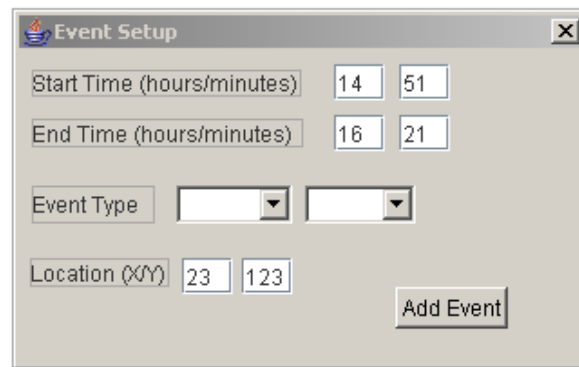 Event Setup
Start Time (hours/minutes) 14 51
End Time (hours/minutes) 16 21
Event Type
Location (X/Y) 23 123
Add Event